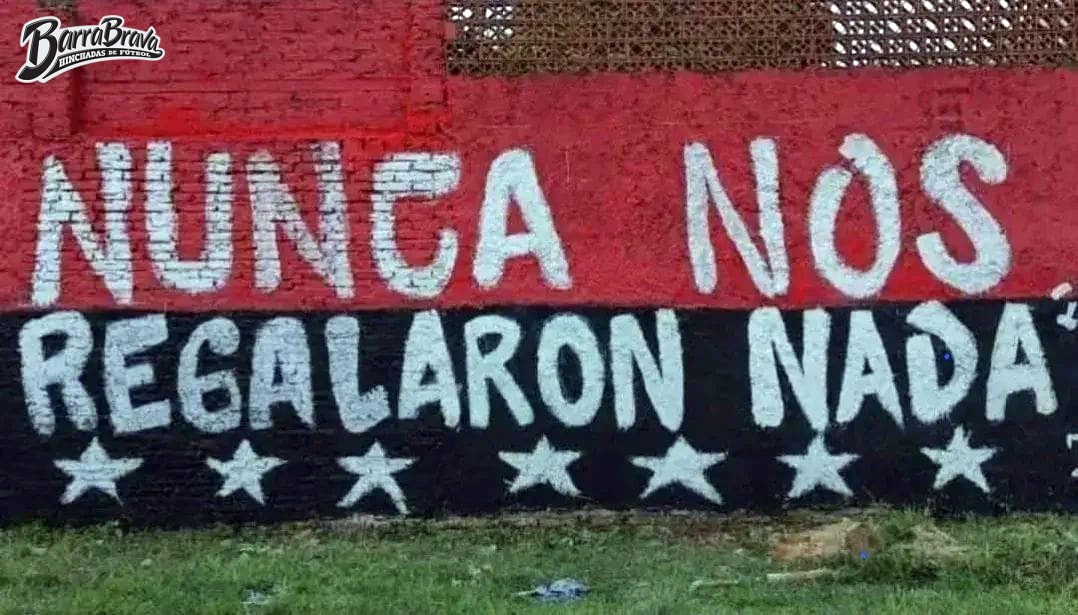 BarraBrava
HINCHADAS DE FÚTBOL
NUNCA NOS
REGALARON NADA